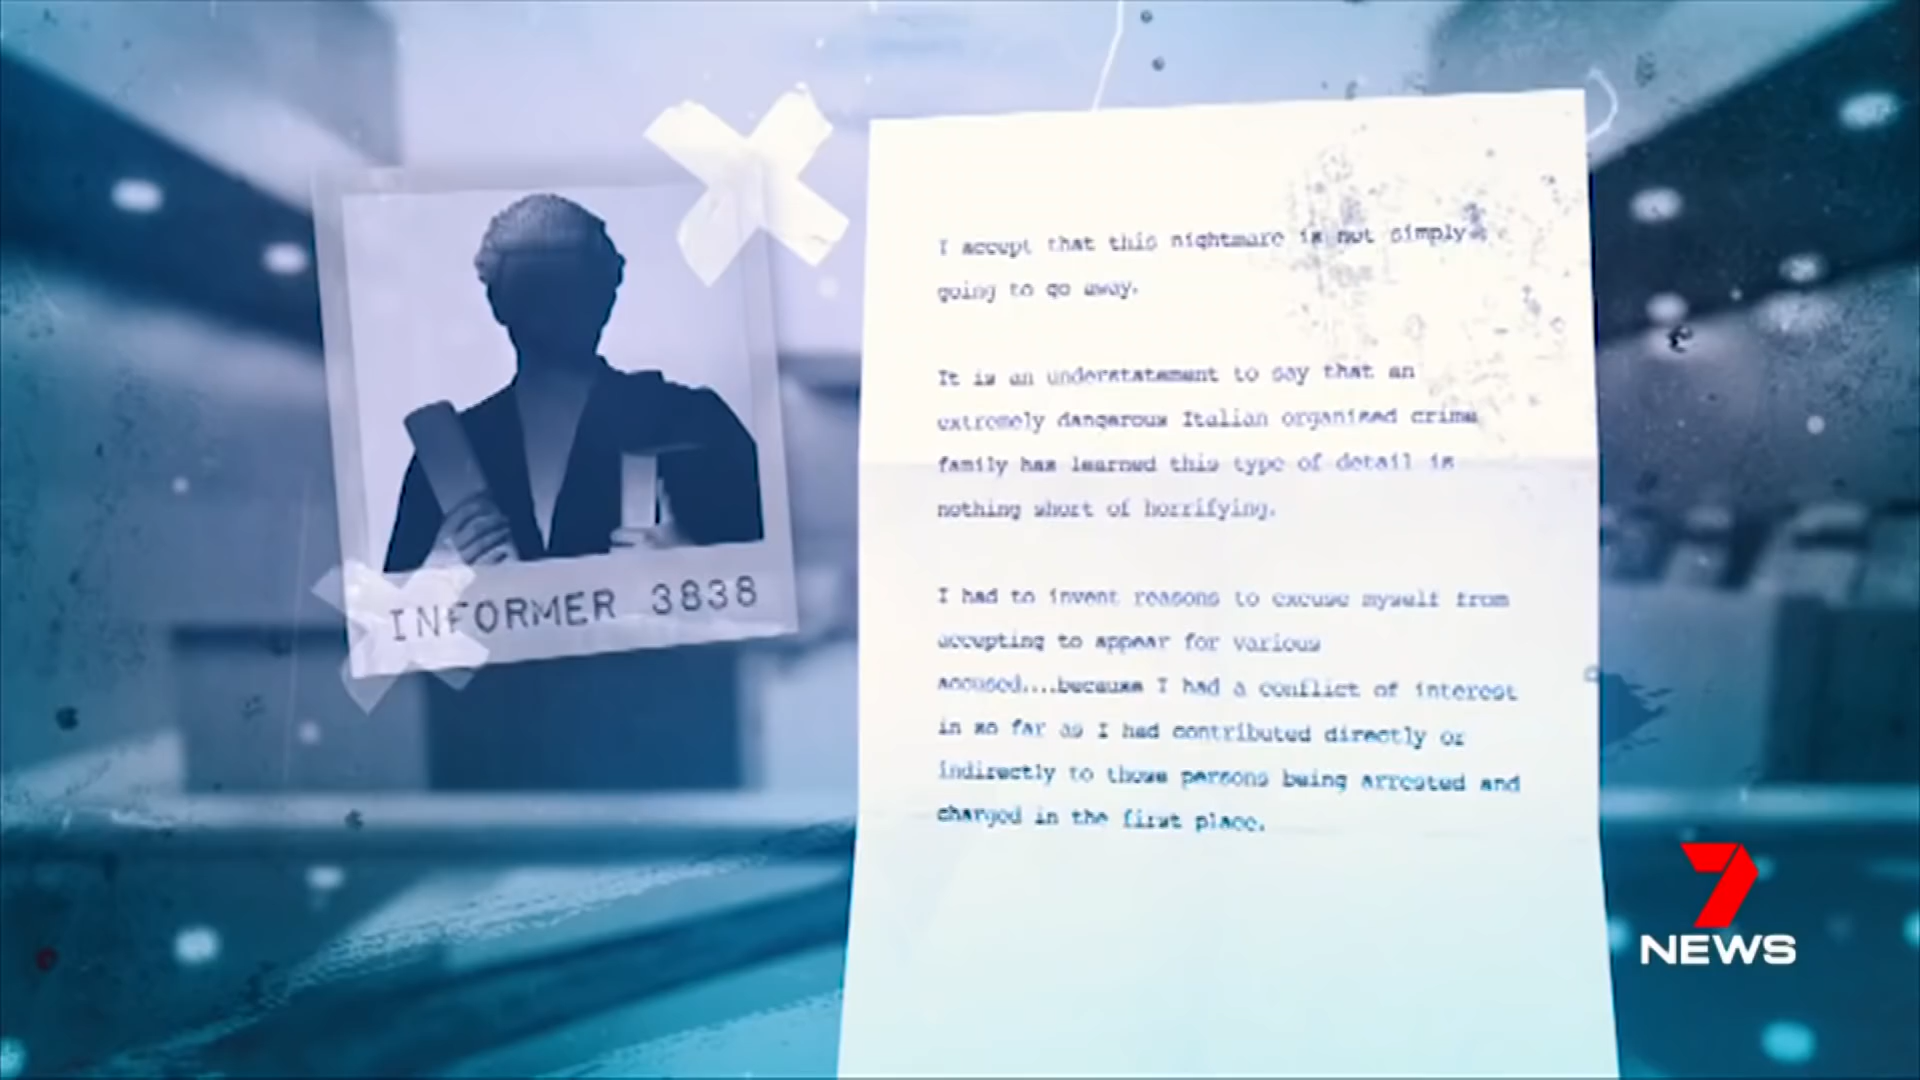 INFORMER 3838
I accept that this nightmare is not simply
going to go away.
It is an understatement to say that an
extremely dangerous Italian organised crime
family has learned this type of detail is
nothing short of horrifying.
I had to invent reasons to excuse myself from
accepting to appear for various
accused....because I had a conflict of interest
in so far as I had contributed directly or
indirectly to those persons being arrested and
charged in the first place.
7
NEWS